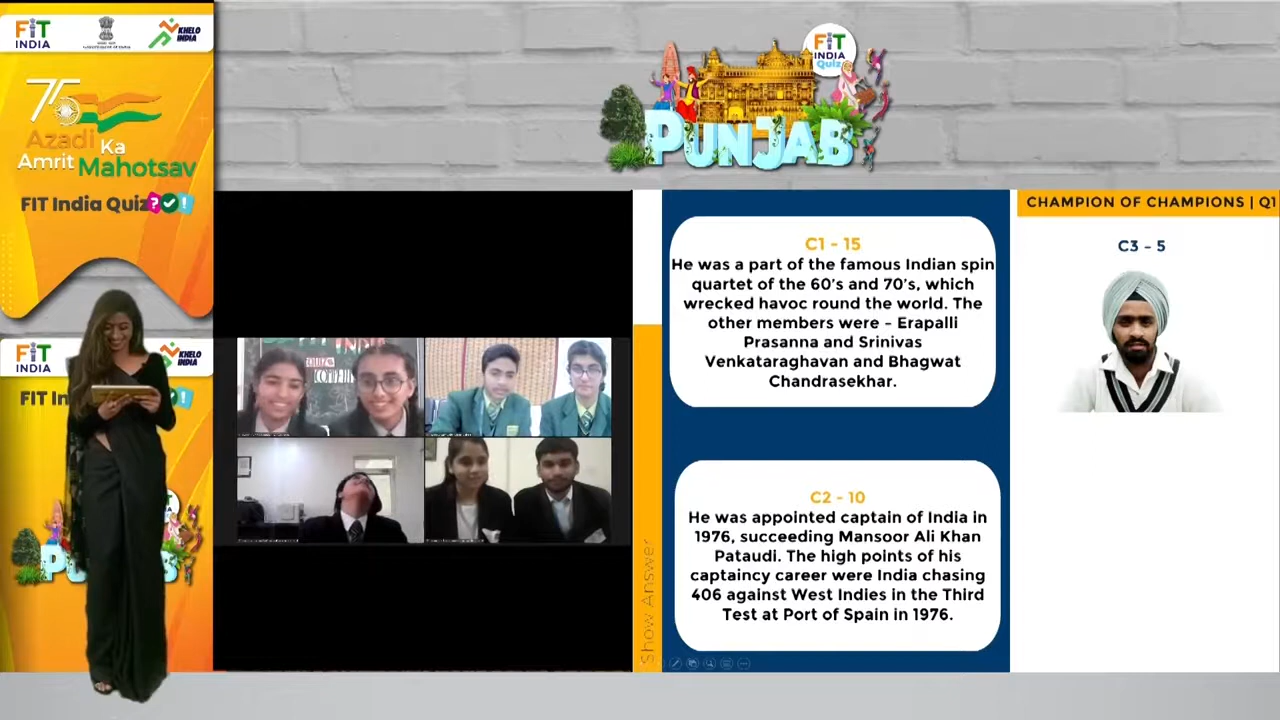 FiT
INDIA
KHELO
INDIA
75
Azadi
Ka
Amrit Mahotsav
FIT India Quiz?!
FiT
INDIA
KHELO
INDIA
FiT
INDIA
Quiz
PUNJAB
CHAMPION OF CHAMPIONS | Q1
C1 - 15
He was a part of the famous Indian spin
quartet of the 60's and 70's, which
wrecked havoc round the world. The
other members were - Erapalli
Prasanna and Srinivas
Venkataraghavan and Bhagwat
Chandrasekhar.
C2 - 10
He was appointed captain of India in
1976, succeeding Mansoor Ali Khan
Pataudi. The high points of his
captaincy career were India chasing
406 against West Indies in the Third
Test at Port of Spain in 1976.
C3 - 5
Show Answer